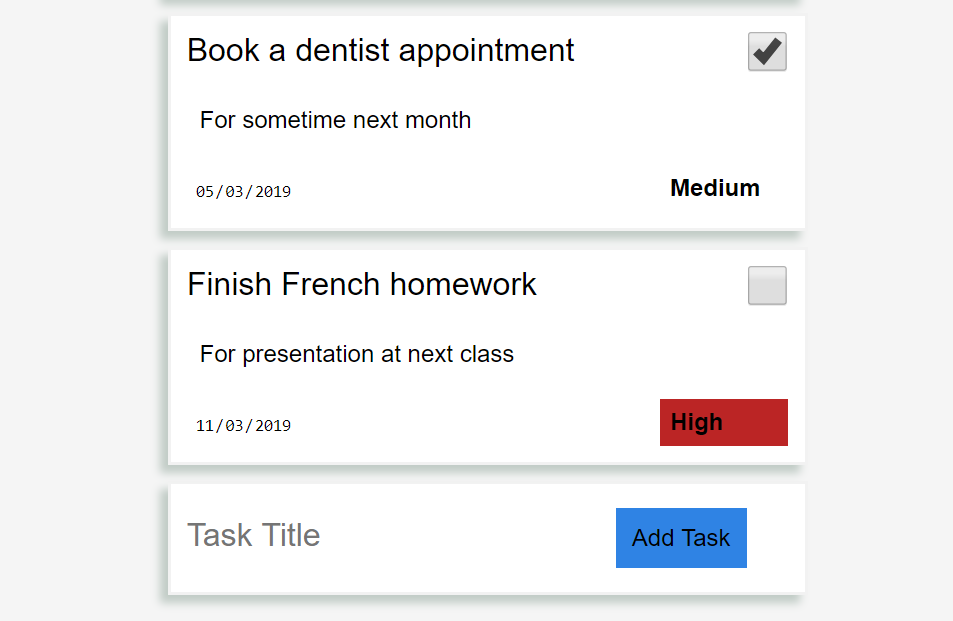 Book a dentist appointment
For sometime next month
05/03/2019
Medium
Finish French homework
For presentation at next class
11/03/2019
High
Task Title
Add Task